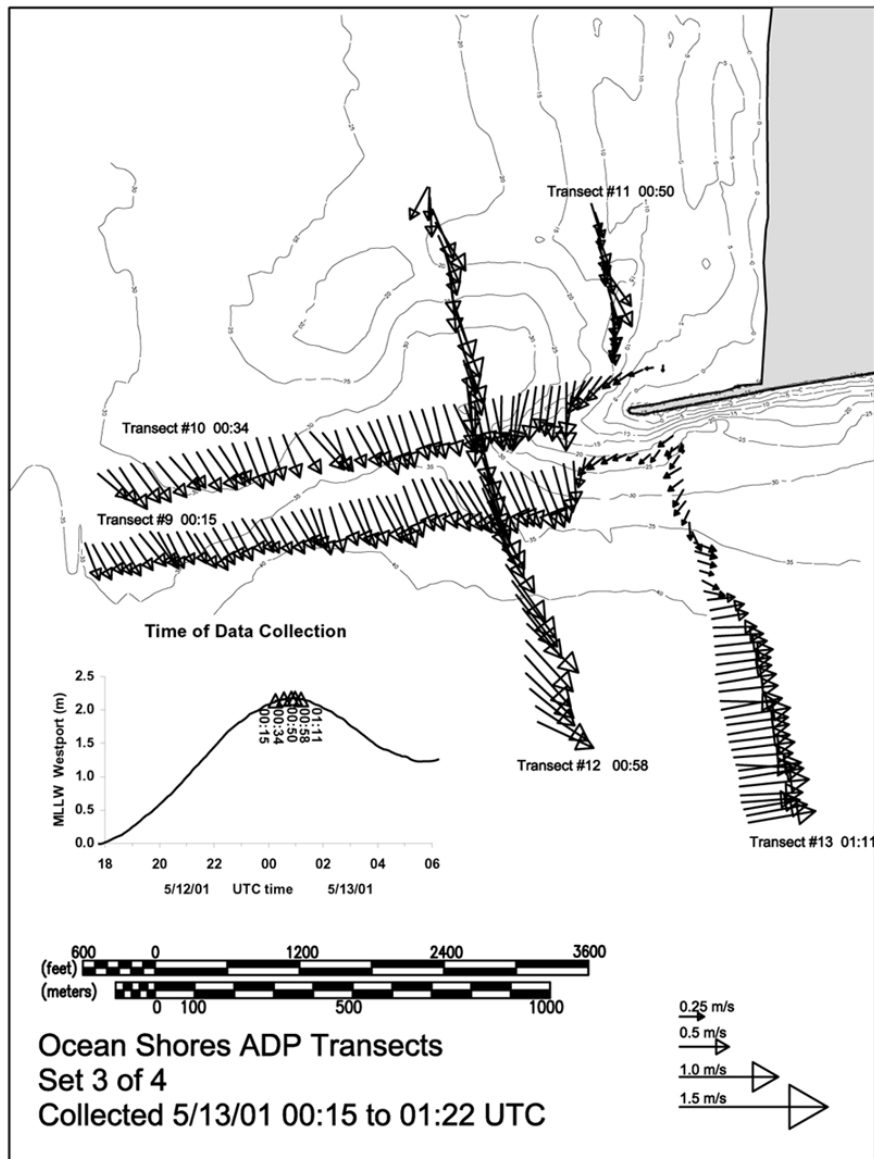 Transect #11 00:50
Transect #10 00:34
Transect #9 00:15
Time of Data Collection
MLLW Westport (m)
2.5
2.0
1.5
1.0
0.5
0.0
00:15
00:34
00:50
00:58
01:11
18 20 22 00 02 04 06
5/12/01 UTC time 5/13/01
Transect #12 00:58
Transect #13 01:11
600 0 1200 2400 3600
(feet)
(meters)
0 100 500 1000
0.25 m/s
0.5 m/s
1.0 m/s
1.5 m/s
Ocean Shores ADP Transects
Set 3 of 4
Collected 5/13/01 00:15 to 01:22 UTC